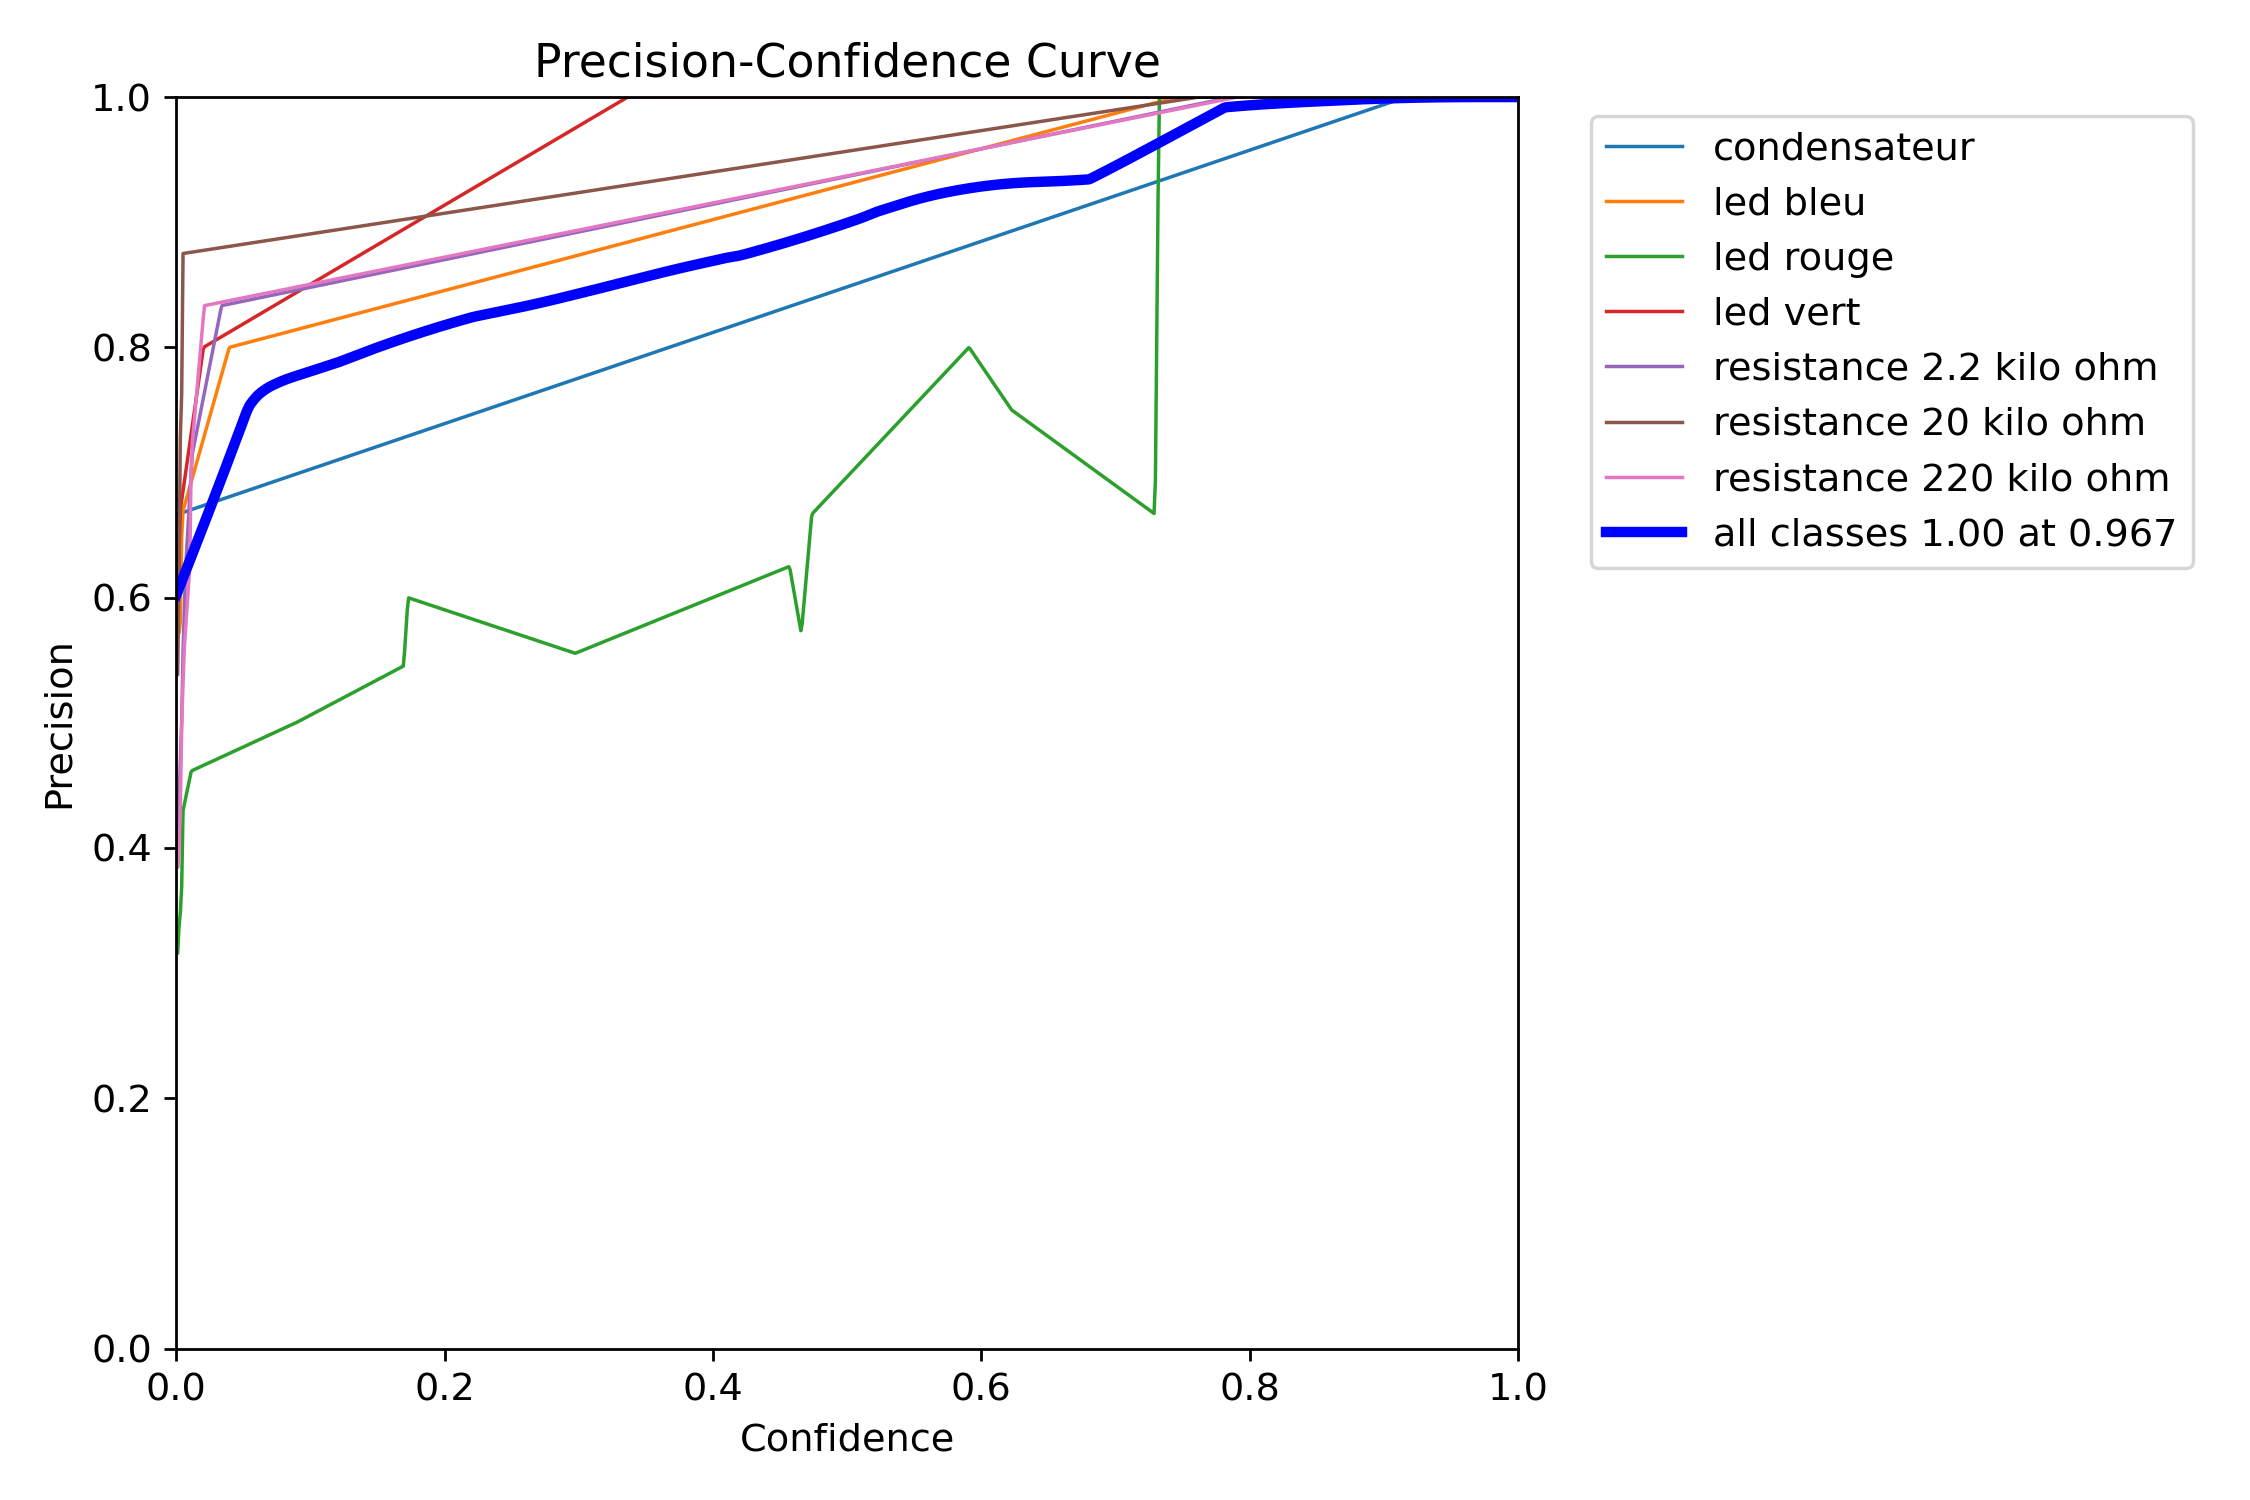 Precision-Confidence Curve
1.0
0.8
0.6
0.4
0.2
0.0
Precision
0.0 0.2 0.4 0.6 0.8 1.0
Confidence
condensateur
led bleu
led rouge
led vert
resistance 2.2 kilo ohm
resistance 20 kilo ohm
resistance 220 kilo ohm
all classes 1.00 at 0.967